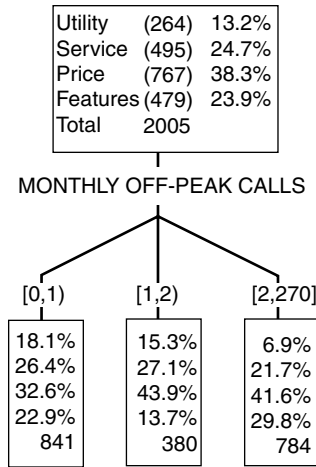 Utility (264) 13.2%
Service (495) 24.7%
Price (767) 38.3%
Features (479) 23.9%
Total 2005
MONTHLY OFF-PEAK CALLS
[0,1) [1,2) [2,270]
18.1% 15.3% 6.9%
26.4% 27.1% 21.7%
32.6% 43.9% 41.6%
22.9% 13.7% 29.8%
841 380 784